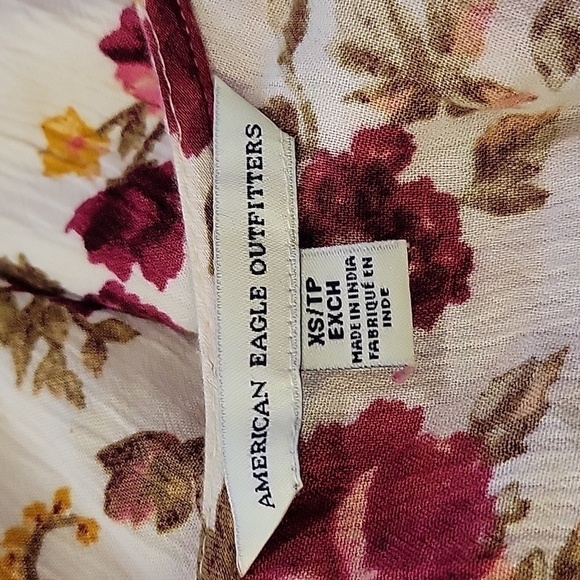 AMERICAN EAGLE OUTFITTERS
XS/TP
EXCH
MADE IN INDIA
FABRIQUÉ EN
INDE